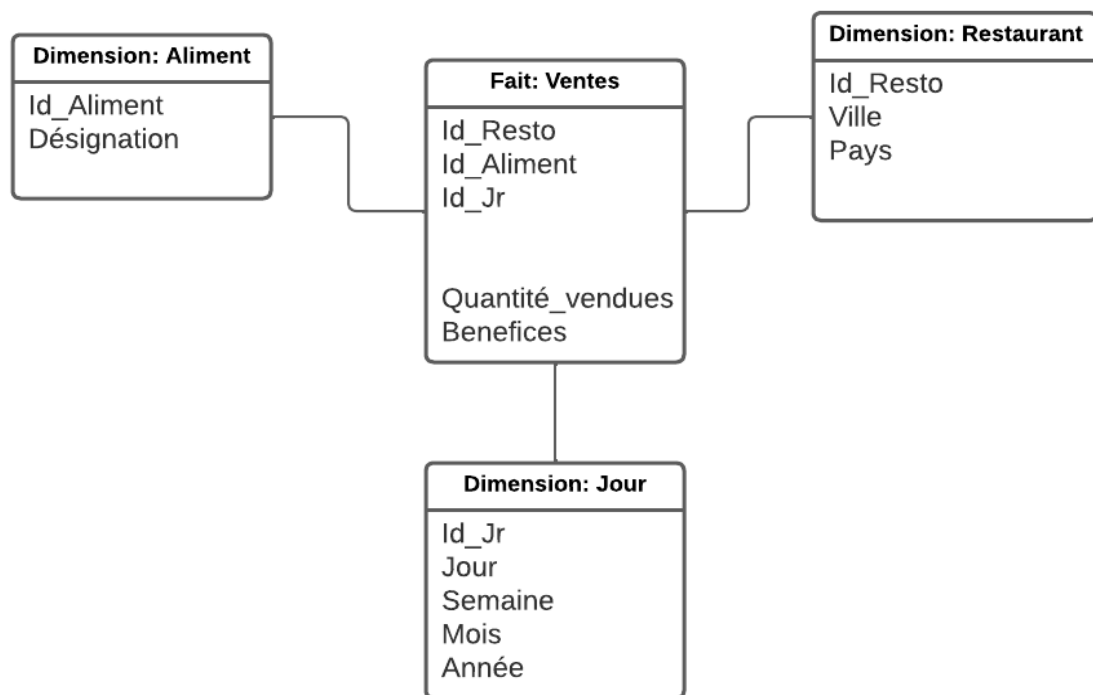 Dimension: Aliment
Id_Aliment
Désignation
Fait: Ventes
Id_Resto
Id_Aliment
Id_Jr
Quantité_vendues
Benefices
Dimension: Restaurant
Id_Resto
Ville
Pays
Dimension: Jour
Id_Jr
Jour
Semaine
Mois
Année